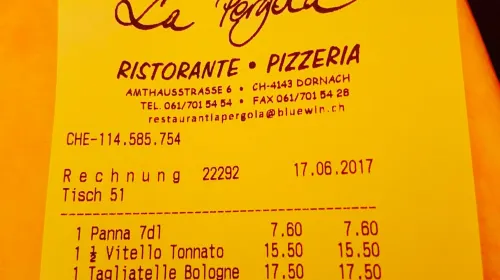 La Pergola
RISTORANTE • PIZZERIA
AMTHAUSSTRASSE 6 • CH-4143 DORNACH
TEL. 061/701 54 54 • FAX 061/701 54 28
restaurantlapergola@bluewin.ch
CHE-114.585.754
Rechnung 22292 17.06.2017
Tisch 51
1 Panna 7dl 7.60 7.60
1 ½ Vitello Tonnato 15.50 15.50
1 Tagliatelle Bologne 17.50 17.50